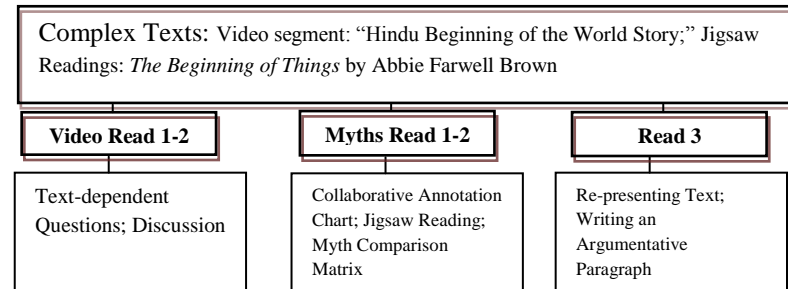 Complex Texts: Video segment: “Hindu Beginning of the World Story;” Jigsaw
Readings: The Beginning of Things by Abbie Farwell Brown
Video Read 1-2
Myths Read 1-2
Read 3
Text-dependent
Questions; Discussion
Collaborative Annotation
Chart; Jigsaw Reading;
Myth Comparison
Matrix
Re-presenting Text;
Writing an
Argumentative
Paragraph